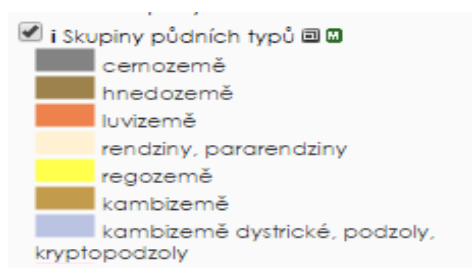 i Skupiny půdních typů M
cernozemě
hnedozemě
luvizemě
rendziny, pararendziny
regozemě
kambizemě
kambizemě dystrické, podzoly,
kryptopodzoly